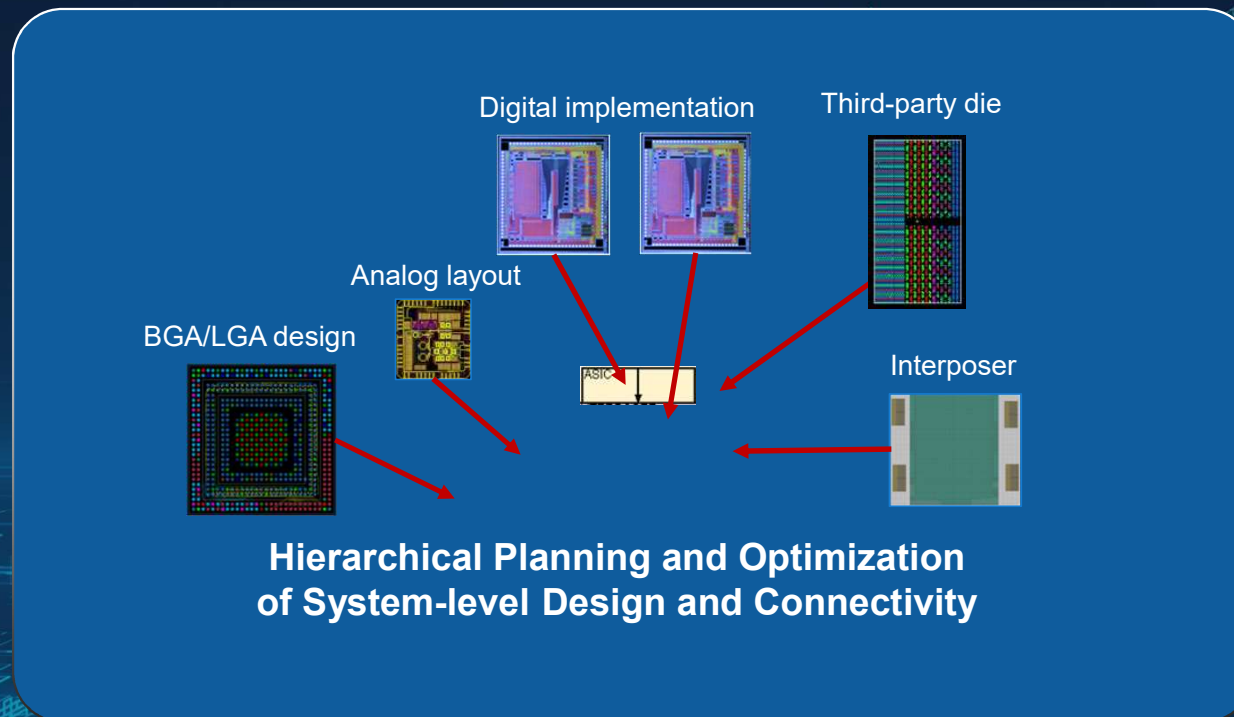 Digital implementation
Third-party die
Analog layout
BGA/LGA design
ASIC
Interposer
Hierarchical Planning and Optimization
of System-level Design and Connectivity